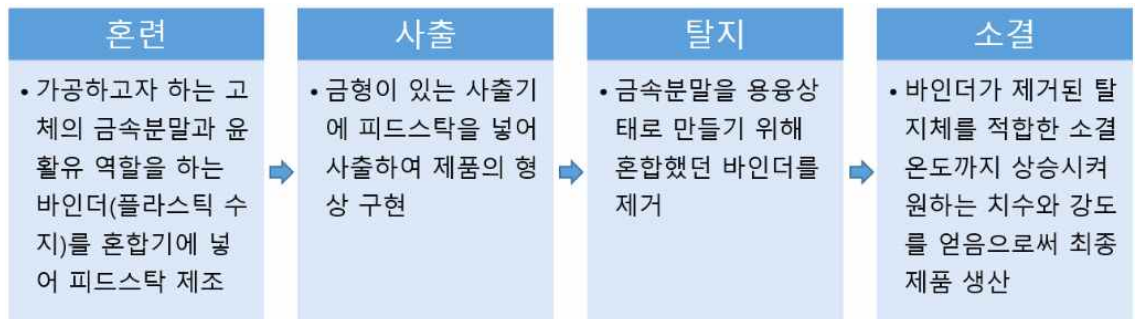 혼련
• 가공하고자 하는 고
체의 금속분말과 윤
활유 역할을 하는
바인더(플라스틱 수
지)를 혼합기에 넣
어 피드스탁 제조
사출
• 금형이 있는 사출기
에 피드스탁을 넣어
사출하여 제품의 형
상 구현
탈지
• 금속분말을 용융상
태로 만들기 위해
혼합했던 바인더를
제거
소결
• 바인더가 제거된 탈
지체를 적합한 소결
온도까지 상승시켜
원하는 치수와 강도
를 얻음으로써 최종
제품 생산